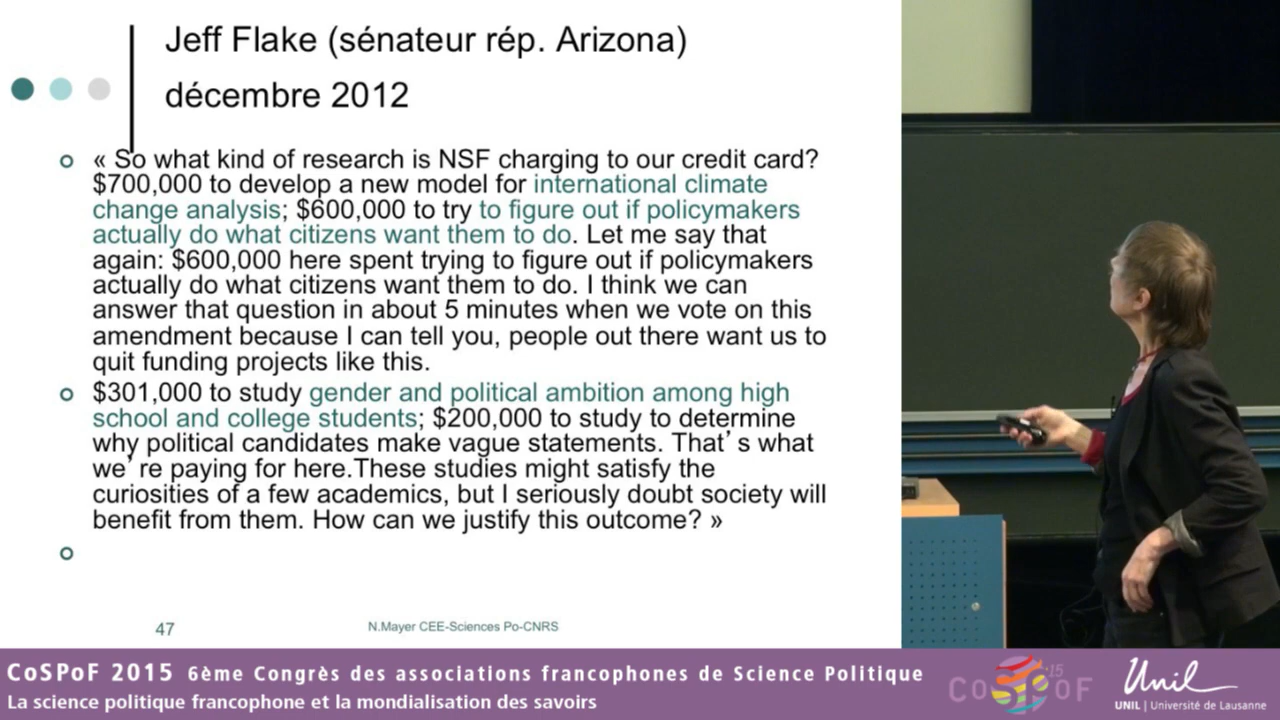 Jeff Flake (sénateur rép. Arizona)
décembre 2012
« So what kind of research is NSF charging to our credit card?
$700,000 to develop a new model for international climate
change analysis; $600,000 to try to figure out if policymakers
actually do what citizens want them to do. Let me say that
again: $600,000 here spent trying to figure out if policymakers
actually do what citizens want them to do. I think we can
answer that question in about 5 minutes when we vote on this
amendment because I can tell you, people out there want us to
quit funding projects like this.
$301,000 to study gender and political ambition among high
school and college students; $200,000 to study to determine
why political candidates make vague statements. That’s what
we’re paying for here.These studies might satisfy the
curiosities of a few academics, but I seriously doubt society will
benefit from them. How can we justify this outcome? »
47
N.Mayer CEE-Sciences Po-CNRS
CoSPoF 2015 6ème Congrès des associations francophones de Science Politique
La science politique francophone et la mondialisation des savoirs
CoSPoF '15
Unil
UNIL | Université de Lausanne